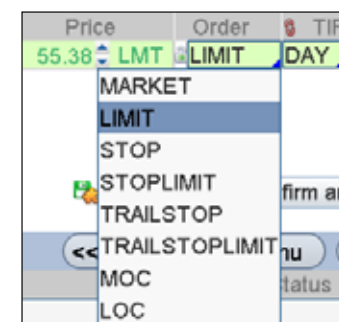 Price Order TIF
55.38 LMT LIMIT DAY
MARKET
LIMIT
STOP
STOPLIMIT
TRAILSTOP
TRAILSTOPLIMIT
MOC
LOC
firm a
<< nu
tatus